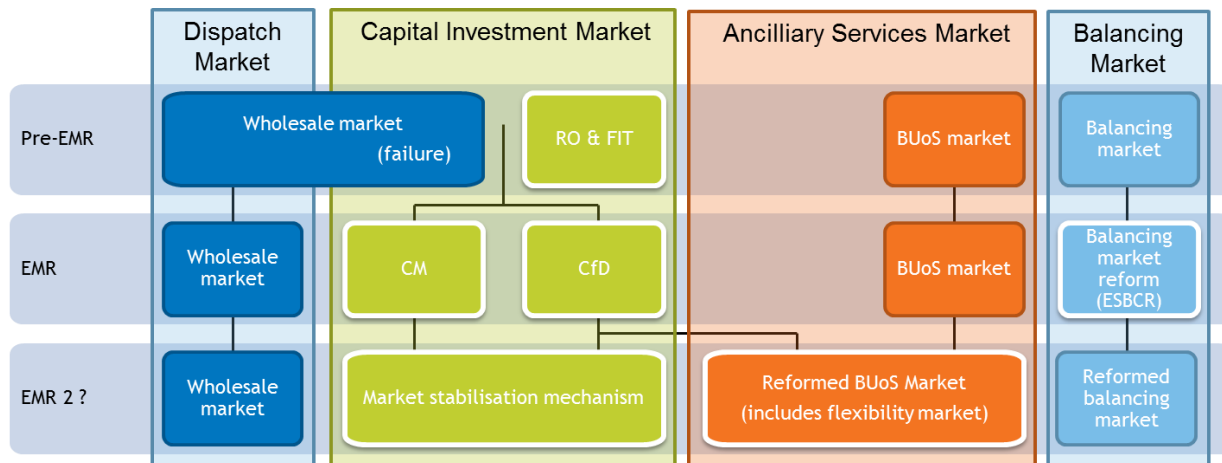 Dispatch
Market
Capital Investment Market
Ancilliary Services Market
Balancing
Market
Pre-EMR
Wholesale market
(failure)
RO & FIT
BUoS market
Balancing
market
EMR
Wholesale
market
CM
CfD
BUoS market
Balancing
market
reform
(ESBCR)
EMR 2 ?
Wholesale
market
Market stabilisation mechanism
Reformed BUoS Market
(includes flexibility market)
Reformed
balancing
market